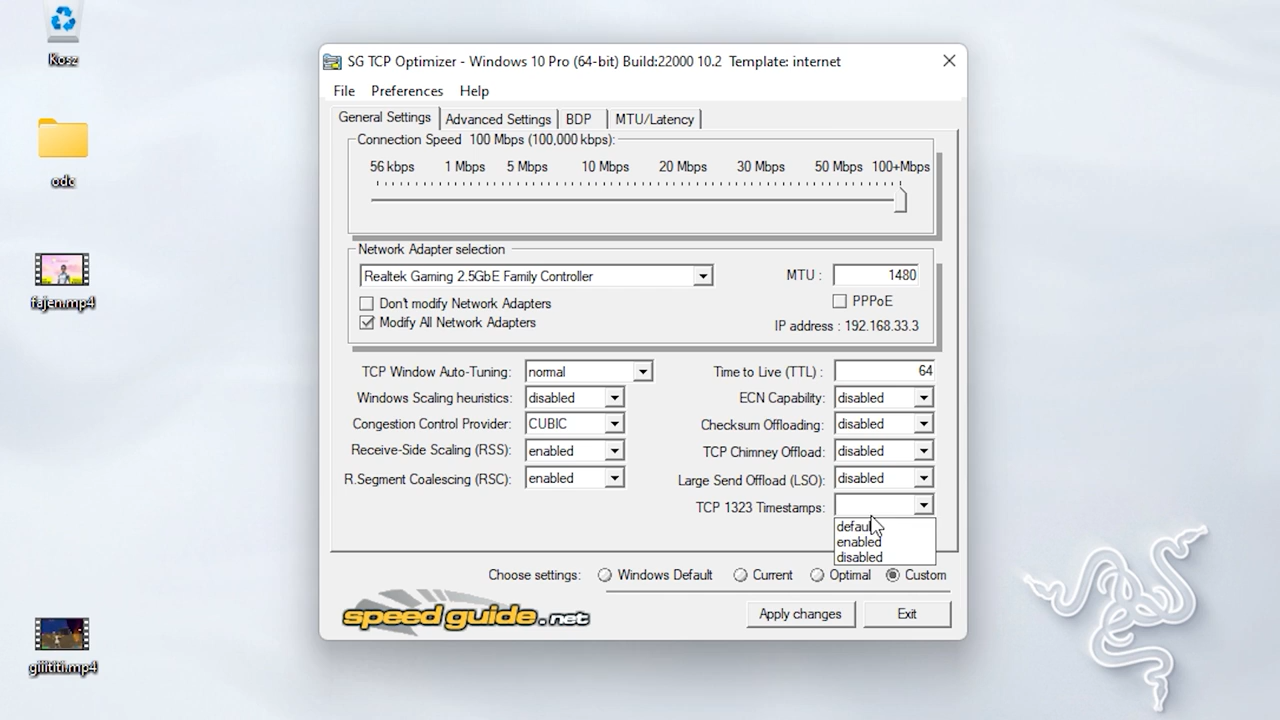 Kosz
odc
fajen.mp4
giiititi.mp4
SG TCP Optimizer - Windows 10 Pro (64-bit) Build:22000 10.2 Template: internet
File Preferences Help
General Settings Advanced Settings BDP MTU/Latency
Connection Speed 100 Mbps (100,000 kbps):
56 kbps 1 Mbps 5 Mbps 10 Mbps 20 Mbps 30 Mbps 50 Mbps 100+Mbps
Network Adapter selection
Realtek Gaming 2.5GbE Family Controller MTU : 1480
Don't modify Network Adapters PPPoE
Modify All Network Adapters IP address : 192.168.33.3
TCP Window Auto-Tuning: normal Time to Live (TTL) : 64
Windows Scaling heuristics: disabled ECN Capability: disabled
Congestion Control Provider: CUBIC Checksum Offloading: disabled
Receive-Side Scaling (RSS): enabled TCP Chimney Offload: disabled
R.Segment Coalescing (RSC): enabled Large Send Offload (LSO): disabled
TCP 1323 Timestamps:
default
enabled
disabled
Choose settings: Windows Default Current Optimal Custom
speedguide.net Apply changes Exit